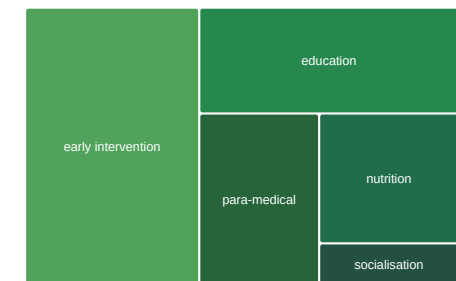 education
early intervention
nutrition
para-medical
socialisation